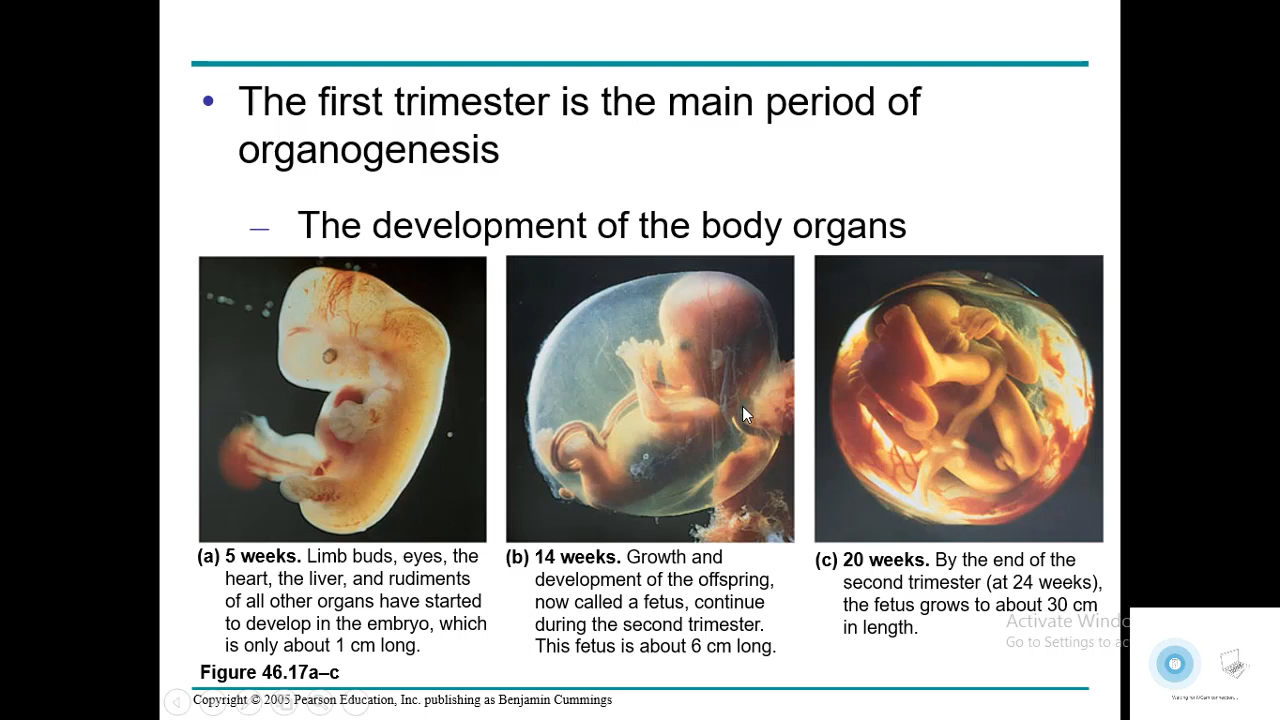 • The first trimester is the main period of
organogenesis
– The development of the body organs
(a) 5 weeks. Limb buds, eyes, the
heart, the liver, and rudiments
of all other organs have started
to develop in the embryo, which
is only about 1 cm long.
(b) 14 weeks. Growth and
development of the offspring,
now called a fetus, continue
during the second trimester.
This fetus is about 6 cm long.
(c) 20 weeks. By the end of the
second trimester (at 24 weeks),
the fetus grows to about 30 cm
in length.
Activate Windo
Go to Settings to ac
Figure 46.17a–c
Copyright © 2005 Pearson Education, Inc. publishing as Benjamin Cummings